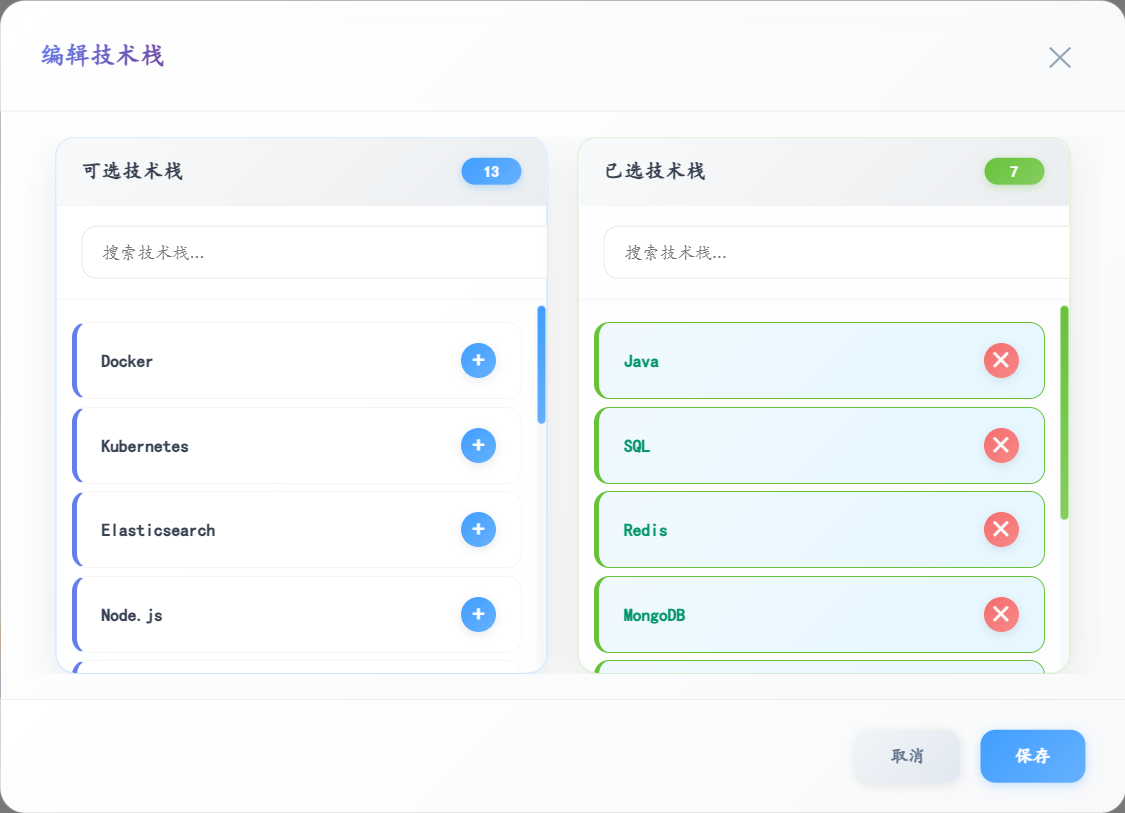 编辑技术栈
可选技术栈 13
搜索技术栈...
Docker
Kubernetes
Elasticsearch
Node.js
已选技术栈 7
搜索技术栈...
Java
SQL
Redis
MongoDB
取消 保存